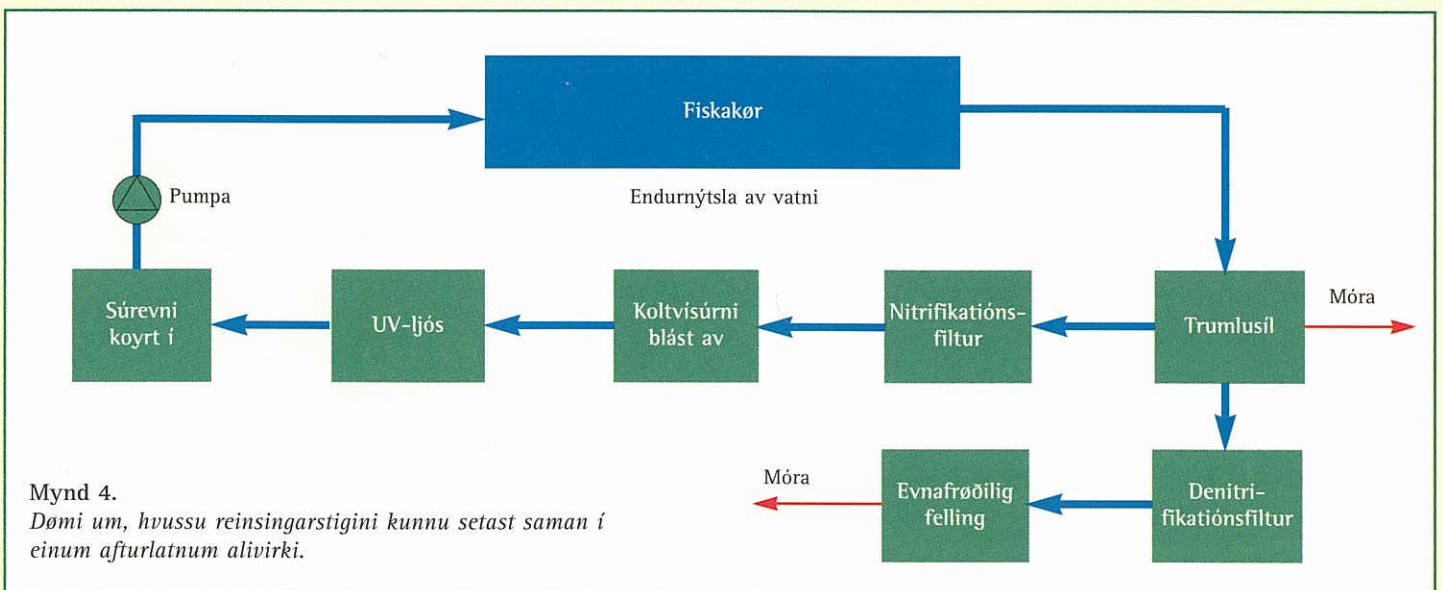 Fiskakør
Pumpa
Endurnýtsla av vatni
Súrevni
koyrt í
UV-ljós
Koltvísúrni
blást av
Nitrifikatións-
filtur
Trumlusíl
Móra
Móra
Evnafrøðilig
felling
Denitri-
fikatiónsfiltur
Mynd 4.
Dømi um, hvussu reinsingarstigini kunnu setast saman í
einum afturlatnum alivirki.